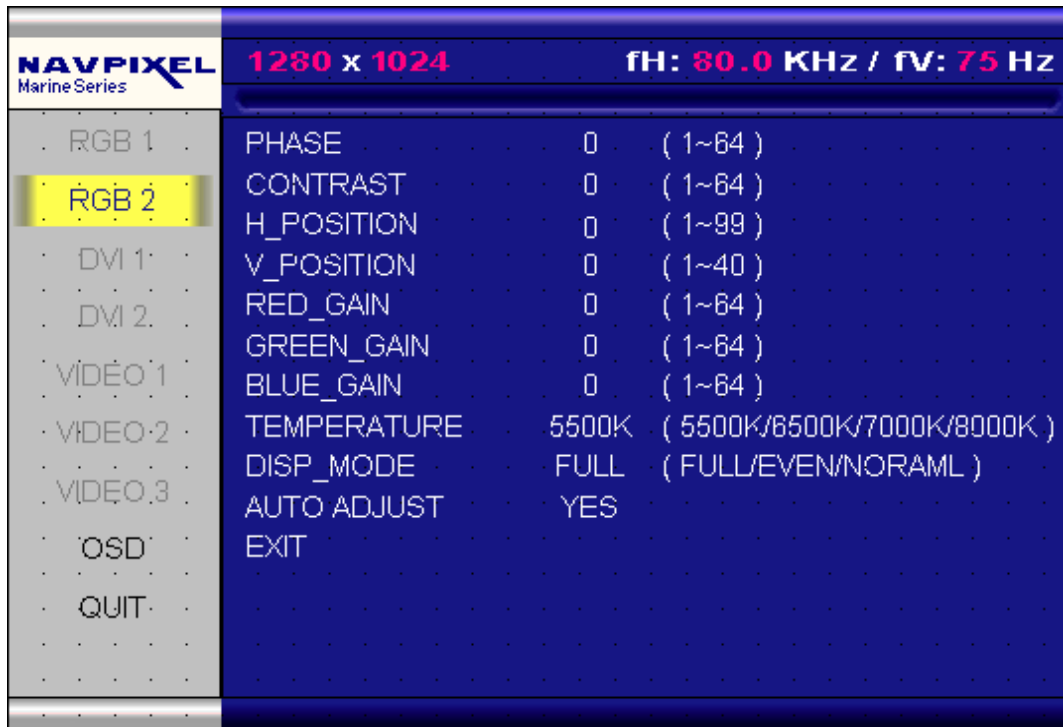 NAVPIXEL
Marine Series
1280 x 1024 fH: 80.0 KHz / fV: 75 Hz
RGB 1
RGB 2
DVI 1
DVI 2
VIDEO 1
VIDEO 2
VIDEO 3
OSD
QUIT
PHASE 0 ( 1~64 )
CONTRAST 0 ( 1~64 )
H_POSITION 0 ( 1~99 )
V_POSITION 0 ( 1~40 )
RED_GAIN 0 ( 1~64 )
GREEN_GAIN 0 ( 1~64 )
BLUE_GAIN 0 ( 1~64 )
TEMPERATURE 5500K ( 5500K/6500K/7000K/8000K )
DISP_MODE FULL ( FULL/EVEN/NORAML )
AUTO ADJUST YES
EXIT